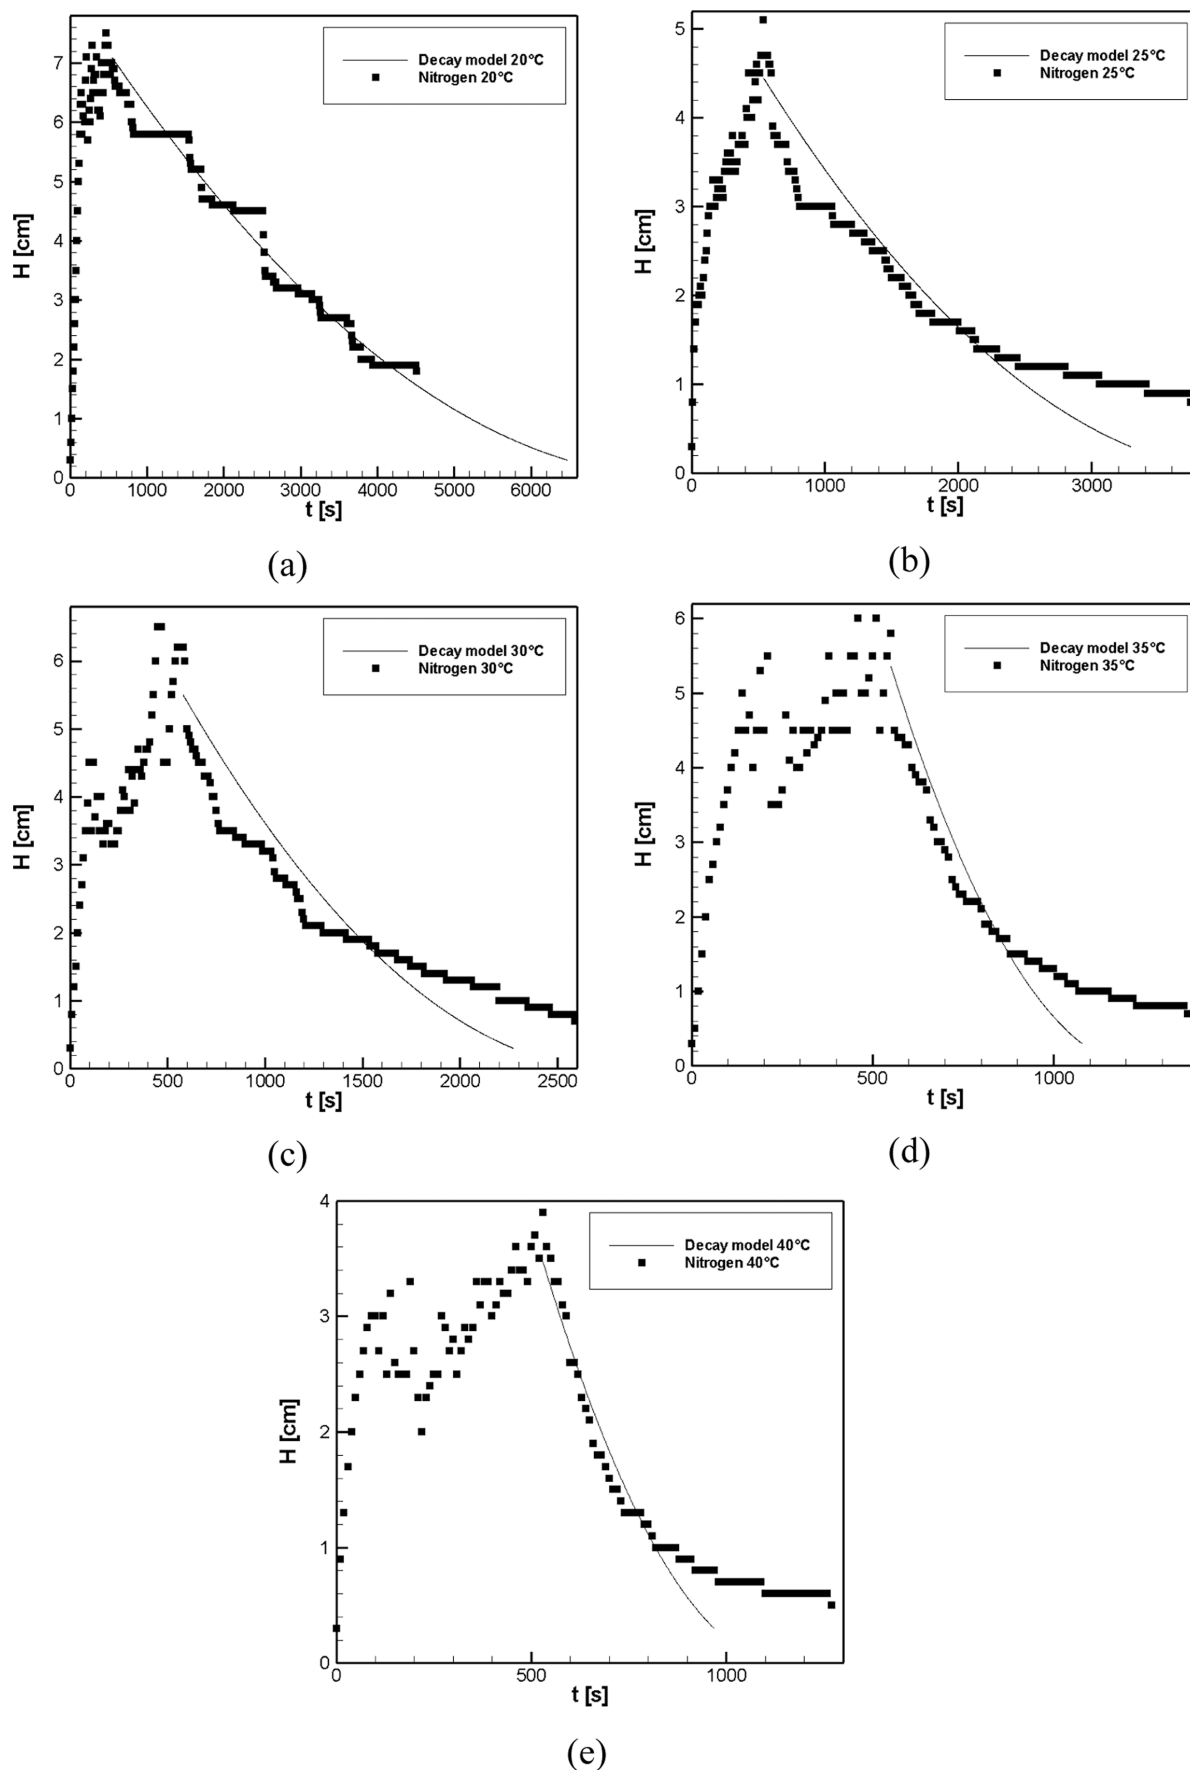 Decay model 20°C
Nitrogen 20°C
7
6
5
4
3
2
1
0
H [cm]
0 1000 2000 3000 4000 5000 6000
t [s]
(a)
Decay model 25°C
Nitrogen 25°C
5
4
3
2
1
0
H [cm]
0 1000 2000 3000
t [s]
(b)
Decay model 30°C
Nitrogen 30°C
6
5
4
3
2
1
0
H [cm]
0 500 1000 1500 2000 2500
t [s]
(c)
Decay model 35°C
Nitrogen 35°C
6
5
4
3
2
1
0
H [cm]
0 500 1000
t [s]
(d)
Decay model 40°C
Nitrogen 40°C
4
3
2
1
0
H [cm]
0 500 1000
t [s]
(e)